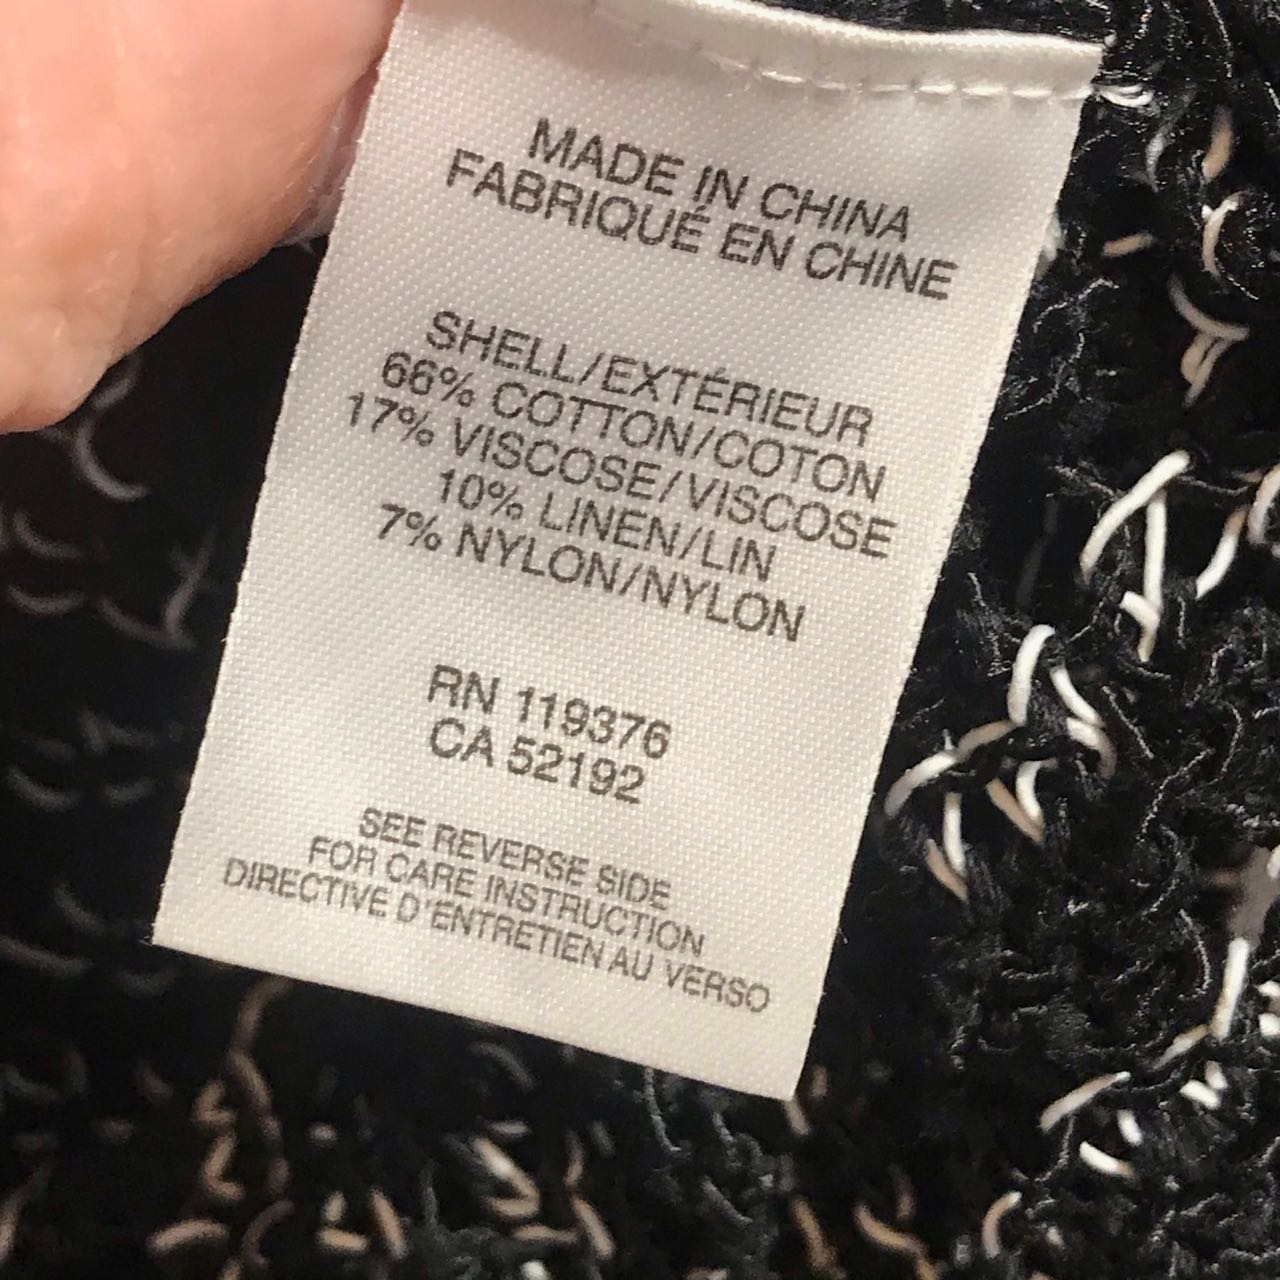 MADE IN CHINA
FABRIQUÉ EN CHINE
SHELL/EXTÉRIEUR
66% COTTON/COTON
17% VISCOSE/VISCOSE
10% LINEN/LIN
7% NYLON/NYLON
RN 119376
CA 52192
SEE REVERSE SIDE
FOR CARE INSTRUCTION
DIRECTIVE D'ENTRETIEN AU VERSO